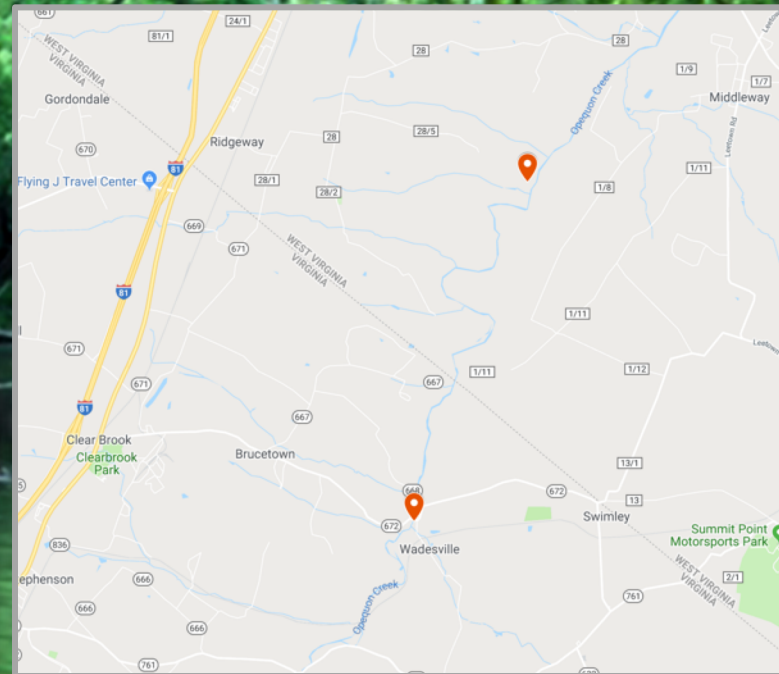 661
24/1
81/1
28
28
WEST VIRGINIA
VIRGINIA
1/9
1/7
Leetown
Gordondale
Middleway
Opequon Creek
Ridgeway
28
28/5
670
81
Leetown Rd
Flying J Travel Center
28/1
28/2
1/8
1/11
669
671
WEST VIRGINIA
VIRGINIA
81
1/11
671
Leetown
671
667
1/11
1/12
81
667
Clear Brook
Clearbrook
Park
Brucetown
13/1
668
672
13
672
Swimley
Summit Point
Motorsports Park
836
Wadesville
ephenson
666
WEST VIRGINIA
VIRGINIA
2/1
Opequon Creek
761
666
666
761